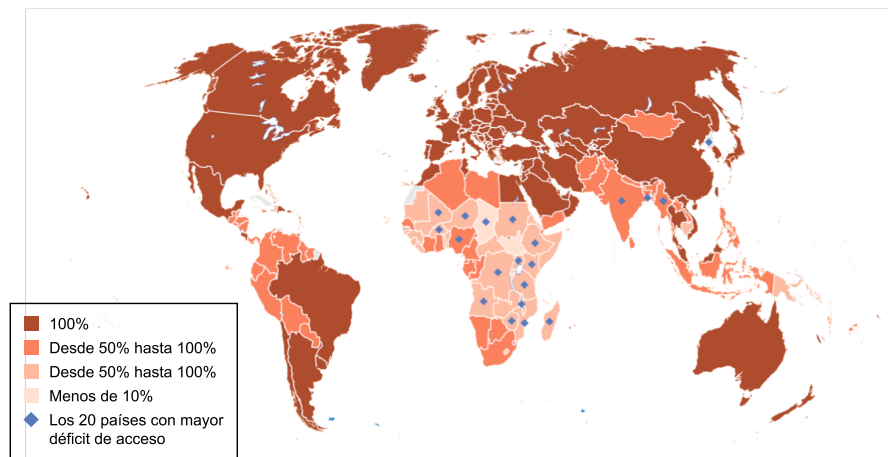 100%
Desde 50% hasta 100%
Desde 50% hasta 100%
Menos de 10%
Los 20 países con mayor
déficit de acceso